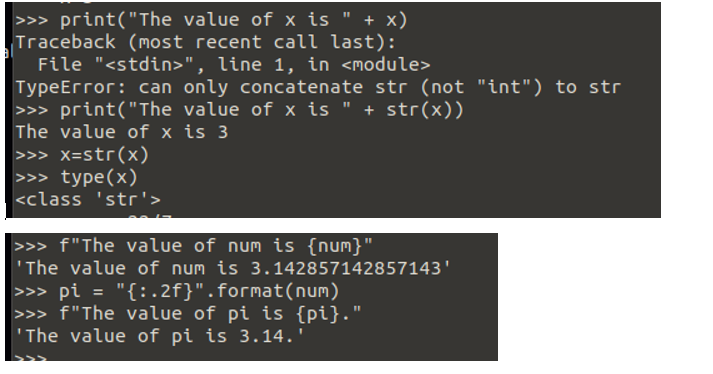 >>> print("The value of x is " + x)
Traceback (most recent call last):
  File "<stdin>", line 1, in <module>
TypeError: can only concatenate str (not "int") to str
>>> print("The value of x is " + str(x))
The value of x is 3
>>> x=str(x)
>>> type(x)
<class 'str'>
>>> f"The value of num is {num}"
'The value of num is 3.142857142857143'
>>> pi = "{:.2f}".format(num)
>>> f"The value of pi is {pi}."
'The value of pi is 3.14.'
>>>